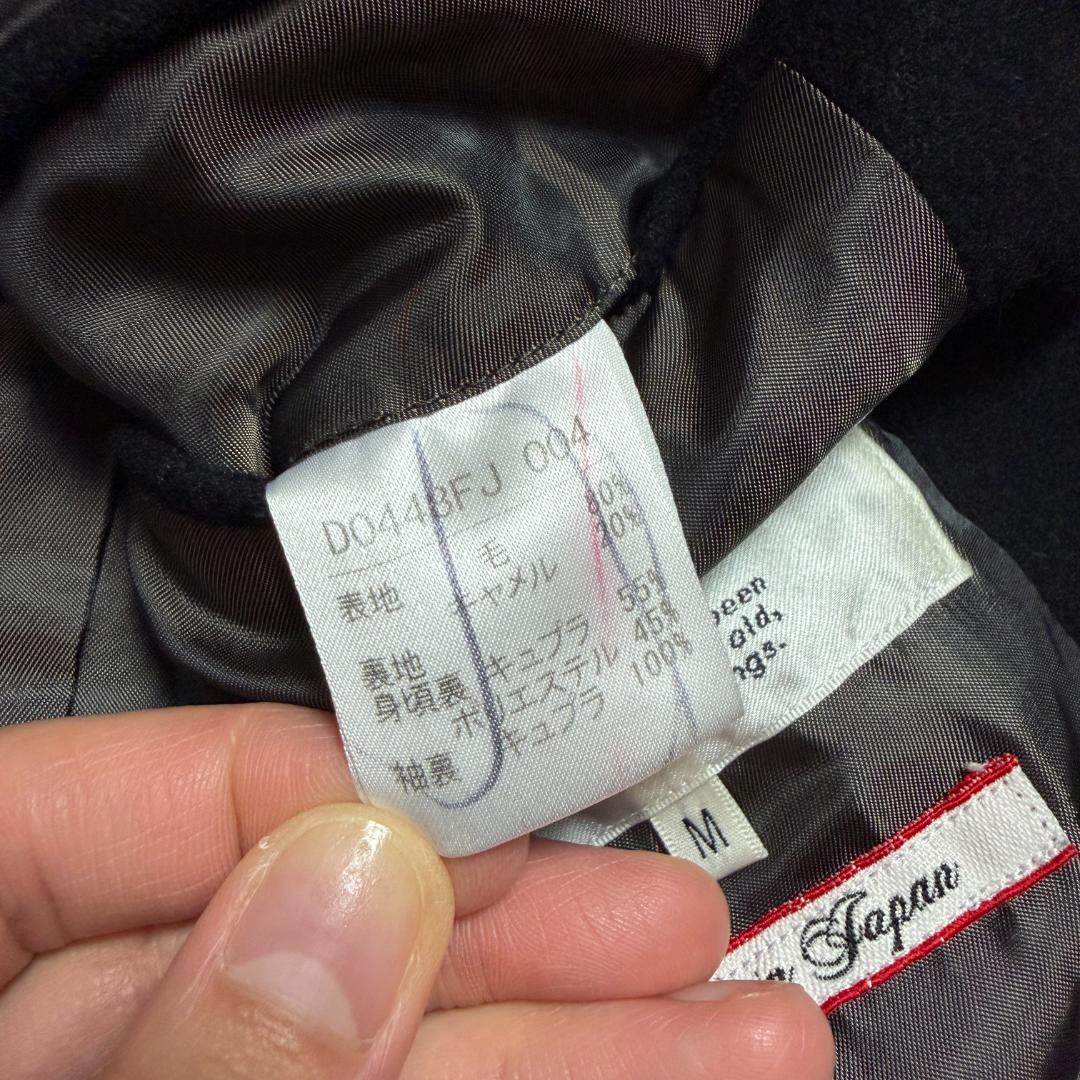 D0448FJ 004
表地 毛 80%
キャメル 20%
裏地
身頃裏 キュプラ 55%
ポリエステル 45%
袖裏 キュプラ 100%
been
old,
M
Japan